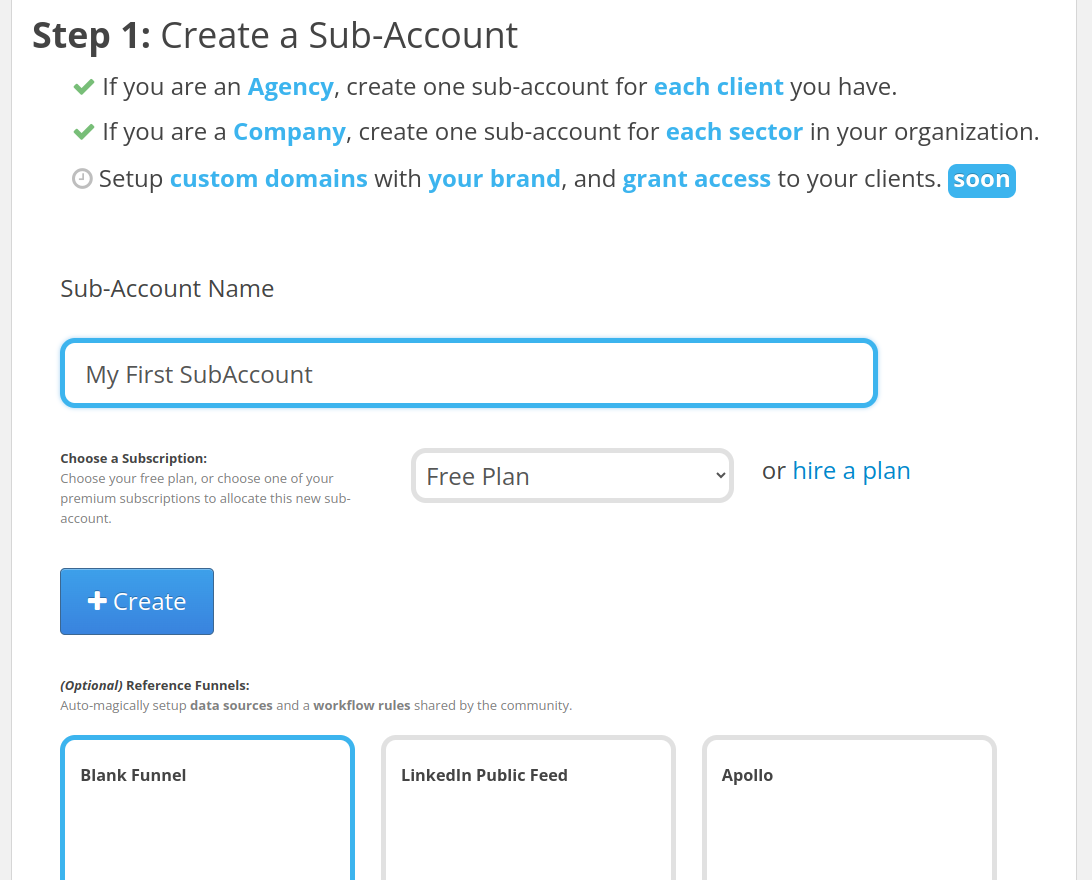 Step 1: Create a Sub-Account
If you are an Agency, create one sub-account for each client you have.
If you are a Company, create one sub-account for each sector in your organization.
Setup custom domains with your brand, and grant access to your clients. soon
Sub-Account Name
My First SubAccount
Choose a Subscription:
Choose your free plan, or choose one of your
premium subscriptions to allocate this new sub-
account.
Free Plan
or hire a plan
Create
(Optional) Reference Funnels:
Auto-magically setup data sources and a workflow rules shared by the community.
Blank Funnel
LinkedIn Public Feed
Apollo